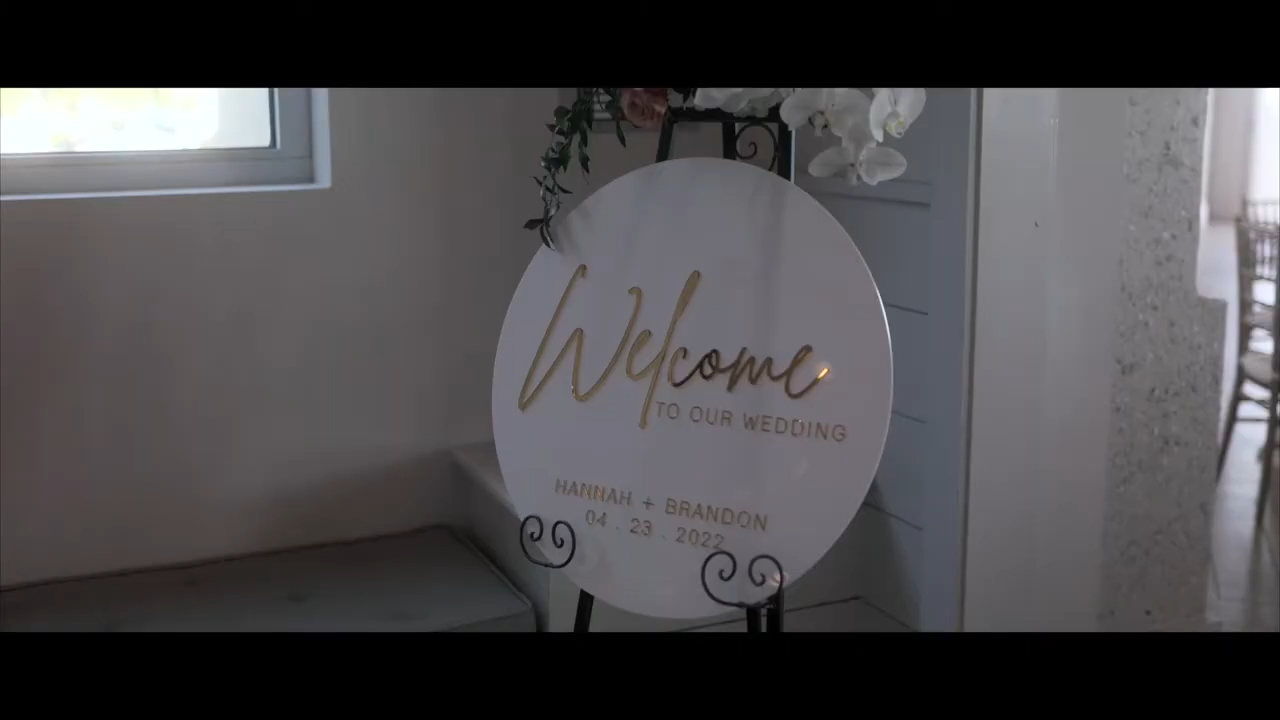 Welcome
TO OUR WEDDING
HANNAH + BRANDON
04 . 23 . 2022